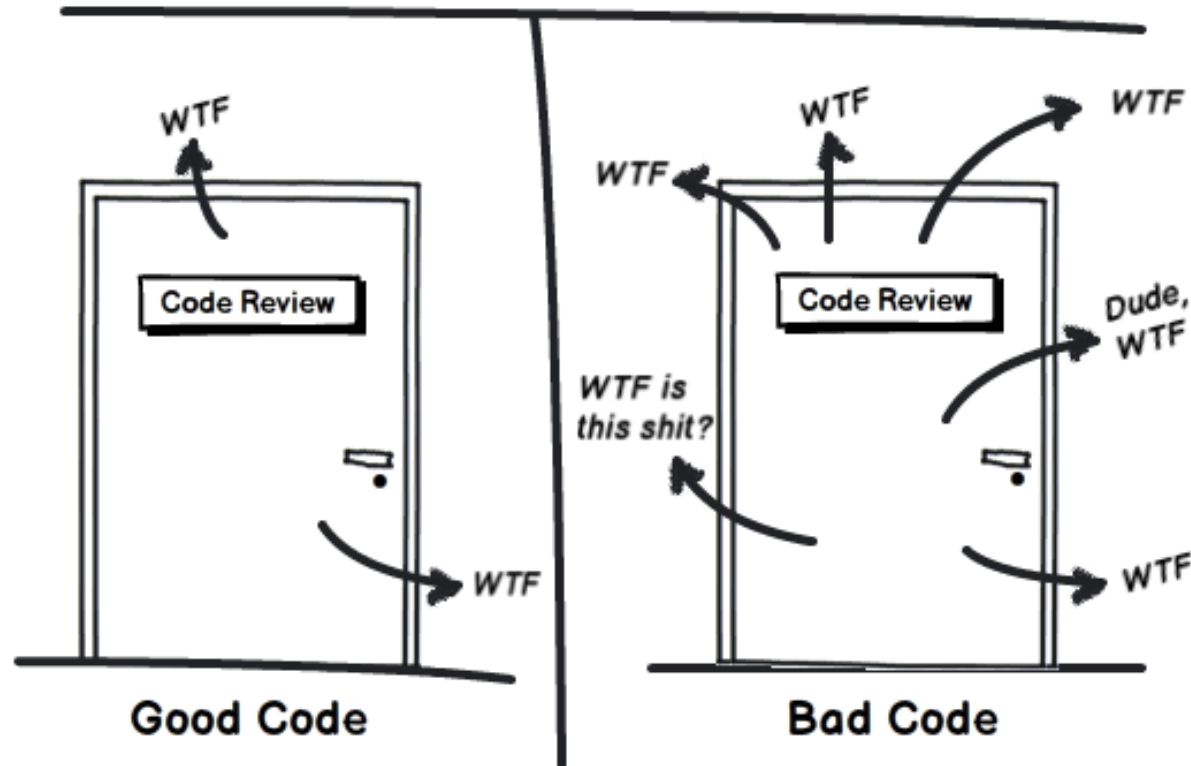 WTF
Code Review
WTF
Good Code
WTF
WTF
WTF
Code Review
Dude,
WTF
WTF is
this shit?
WTF
Bad Code